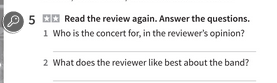 5 Read the review again. Answer the questions.
1 Who is the concert for, in the reviewer's opinion?
2 What does the reviewer like best about the band?